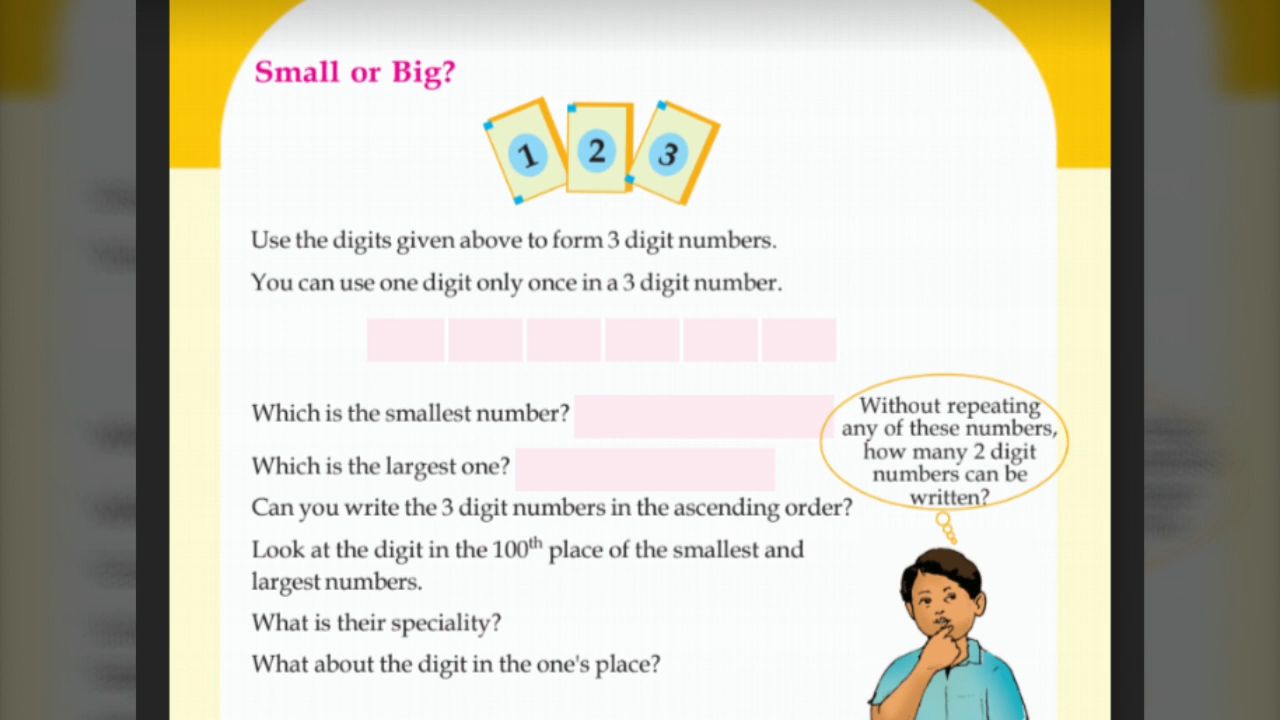 Small or Big?
1 2 3
Use the digits given above to form 3 digit numbers.
You can use one digit only once in a 3 digit number.
Which is the smallest number?
Which is the largest one?
Can you write the 3 digit numbers in the ascending order?
Look at the digit in the 100th place of the smallest and
largest numbers.
What is their speciality?
What about the digit in the one's place?
Without repeating
any of these numbers,
how many 2 digit
numbers can be
written?